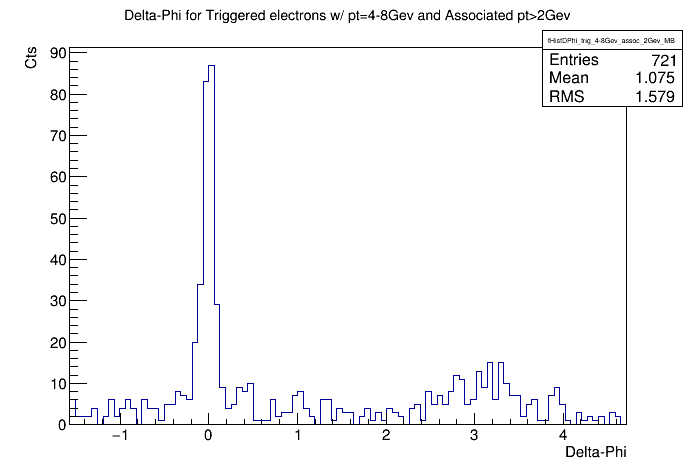 Delta-Phi for Triggered electrons w/ pt=4-8Gev and Associated pt>2Gev
fHistDPhi_trig_4-8Gev_assoc_2Gev_MB
Entries 721
Mean 1.075
RMS 1.579
Cts
90
80
70
60
50
40
30
20
10
0
−1 0 1 2 3 4
Delta-Phi